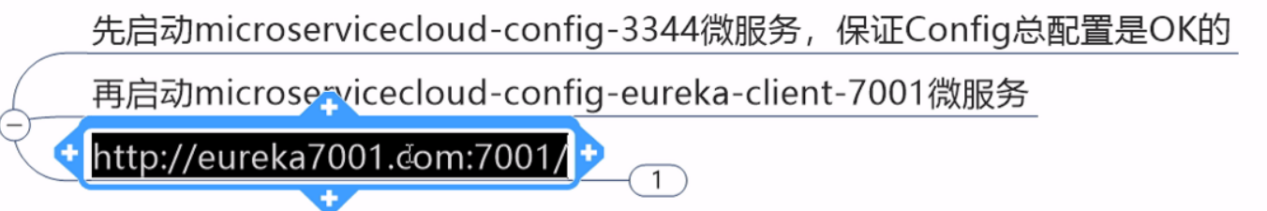 先启动microservicecloud-config-3344微服务，保证Config总配置是OK的
再启动microservicecloud-config-eureka-client-7001微服务
http://eureka7001.com:7001/
1